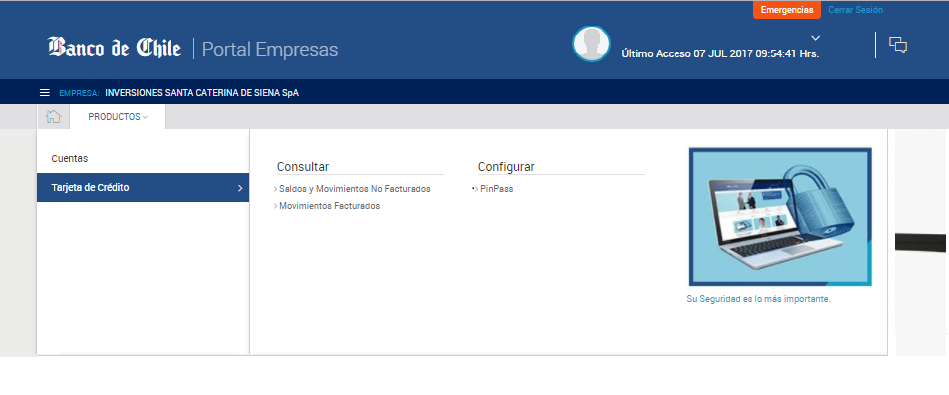 Emergencias
Cerrar Sesión
Banco de Chile
Portal Empresas
Último Acceso 07 JUL 2017 09:54:41 Hrs.
EMPRESA: INVERSIONES SANTA CATERINA DE SIENA SpA
PRODUCTOS
Cuentas
Tarjeta de Crédito
Consultar
Saldos y Movimientos No Facturados
Movimientos Facturados
Configurar
PinPass
Su Seguridad es lo más importante.